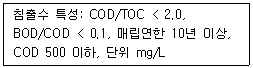 침출수 특성: COD/TOC < 2.0,
BOD/COD < 0.1, 매립연한 10년 이상,
COD 500 이하, 단위 mg/L